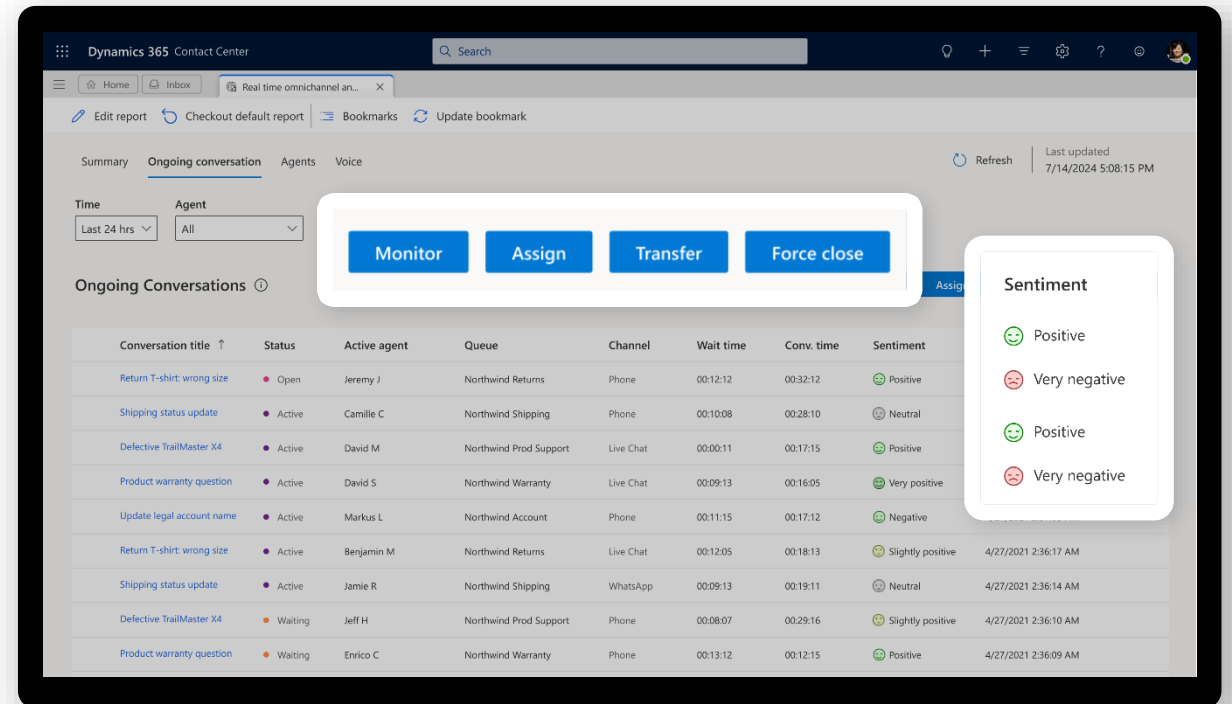 Dynamics 365 Contact Center
Search
Home
Inbox
Real time omnichannel an...
Edit report
Checkout default report
Bookmarks
Update bookmark
Summary
Ongoing conversation
Agents
Voice
Refresh
Last updated
7/14/2024 5:08:15 PM
Time
Agent
Last 24 hrs
All
Monitor
Assign
Transfer
Force close
Ongoing Conversations
Sentiment
Positive
Very negative
Positive
Very negative
Conversation title Status Active agent Queue Channel Wait time Conv. time Sentiment
Return T-shirt: wrong size Open Jeremy J Northwind Returns Phone 00:12:12 00:32:12 Positive
Shipping status update Active Camille C Northwind Shipping Phone 00:10:08 00:28:10 Neutral
Defective TrailMaster X4 Active David M Northwind Prod Support Live Chat 00:00:11 00:17:15 Positive
Product warranty question Active David S Northwind Warranty Live Chat 00:09:13 00:16:05 Very positive
Update legal account name Active Markus L Northwind Account Phone 00:11:15 00:17:12 Negative
Return T-shirt: wrong size Active Benjamin M Northwind Returns Live Chat 00:12:05 00:18:13 Slightly positive 4/27/2021 2:36:17 AM
Shipping status update Active Jamie R Northwind Shipping WhatsApp 00:09:13 00:19:11 Neutral 4/27/2021 2:36:14 AM
Defective TrailMaster X4 Waiting Jeff H Northwind Prod Support Phone 00:08:07 00:29:16 Slightly positive 4/27/2021 2:36:10 AM
Product warranty question Waiting Enrico C Northwind Warranty Phone 00:13:12 00:12:15 Positive 4/27/2021 2:36:09 AM